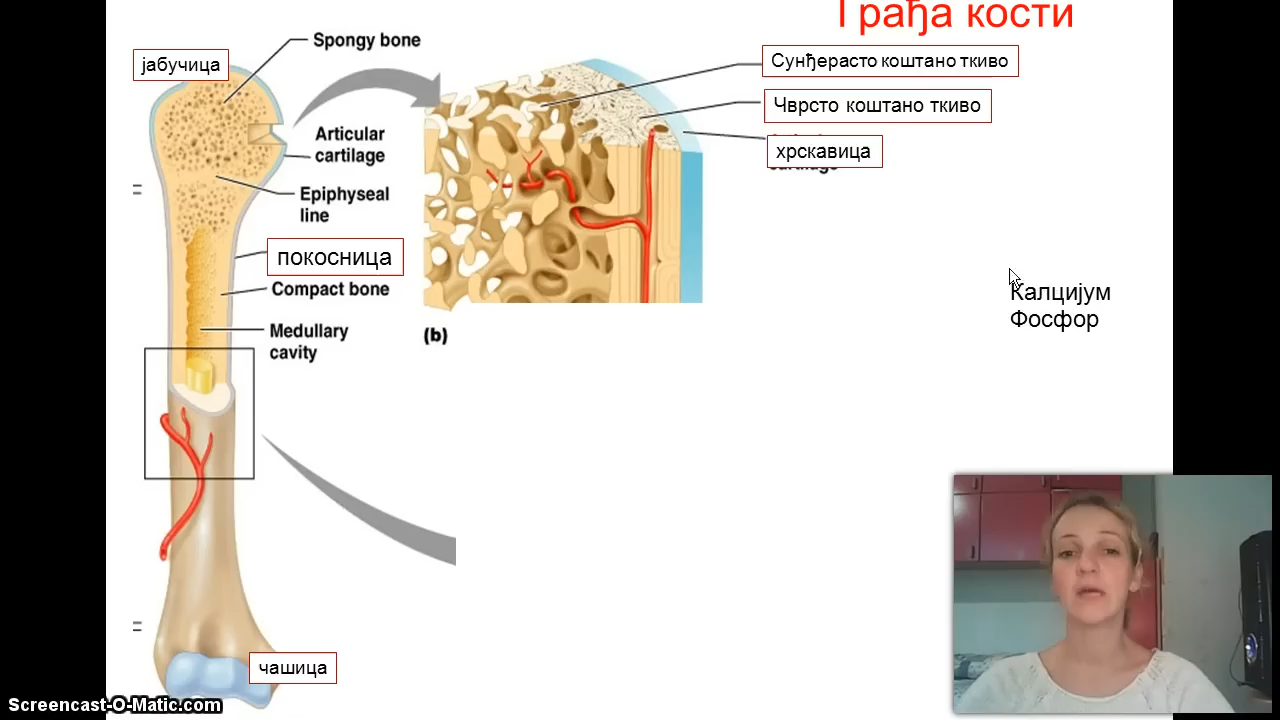 Грађа кости
јабучица
Spongy bone
Articular
cartilage
Epiphyseal
line
покосница
Compact bone
Medullary
cavity
чашица
Сунђерасто коштано ткиво
Чврсто коштано ткиво
хрскавица
(b)
Калцијум
Фосфор
Screencast-O-Matic.com